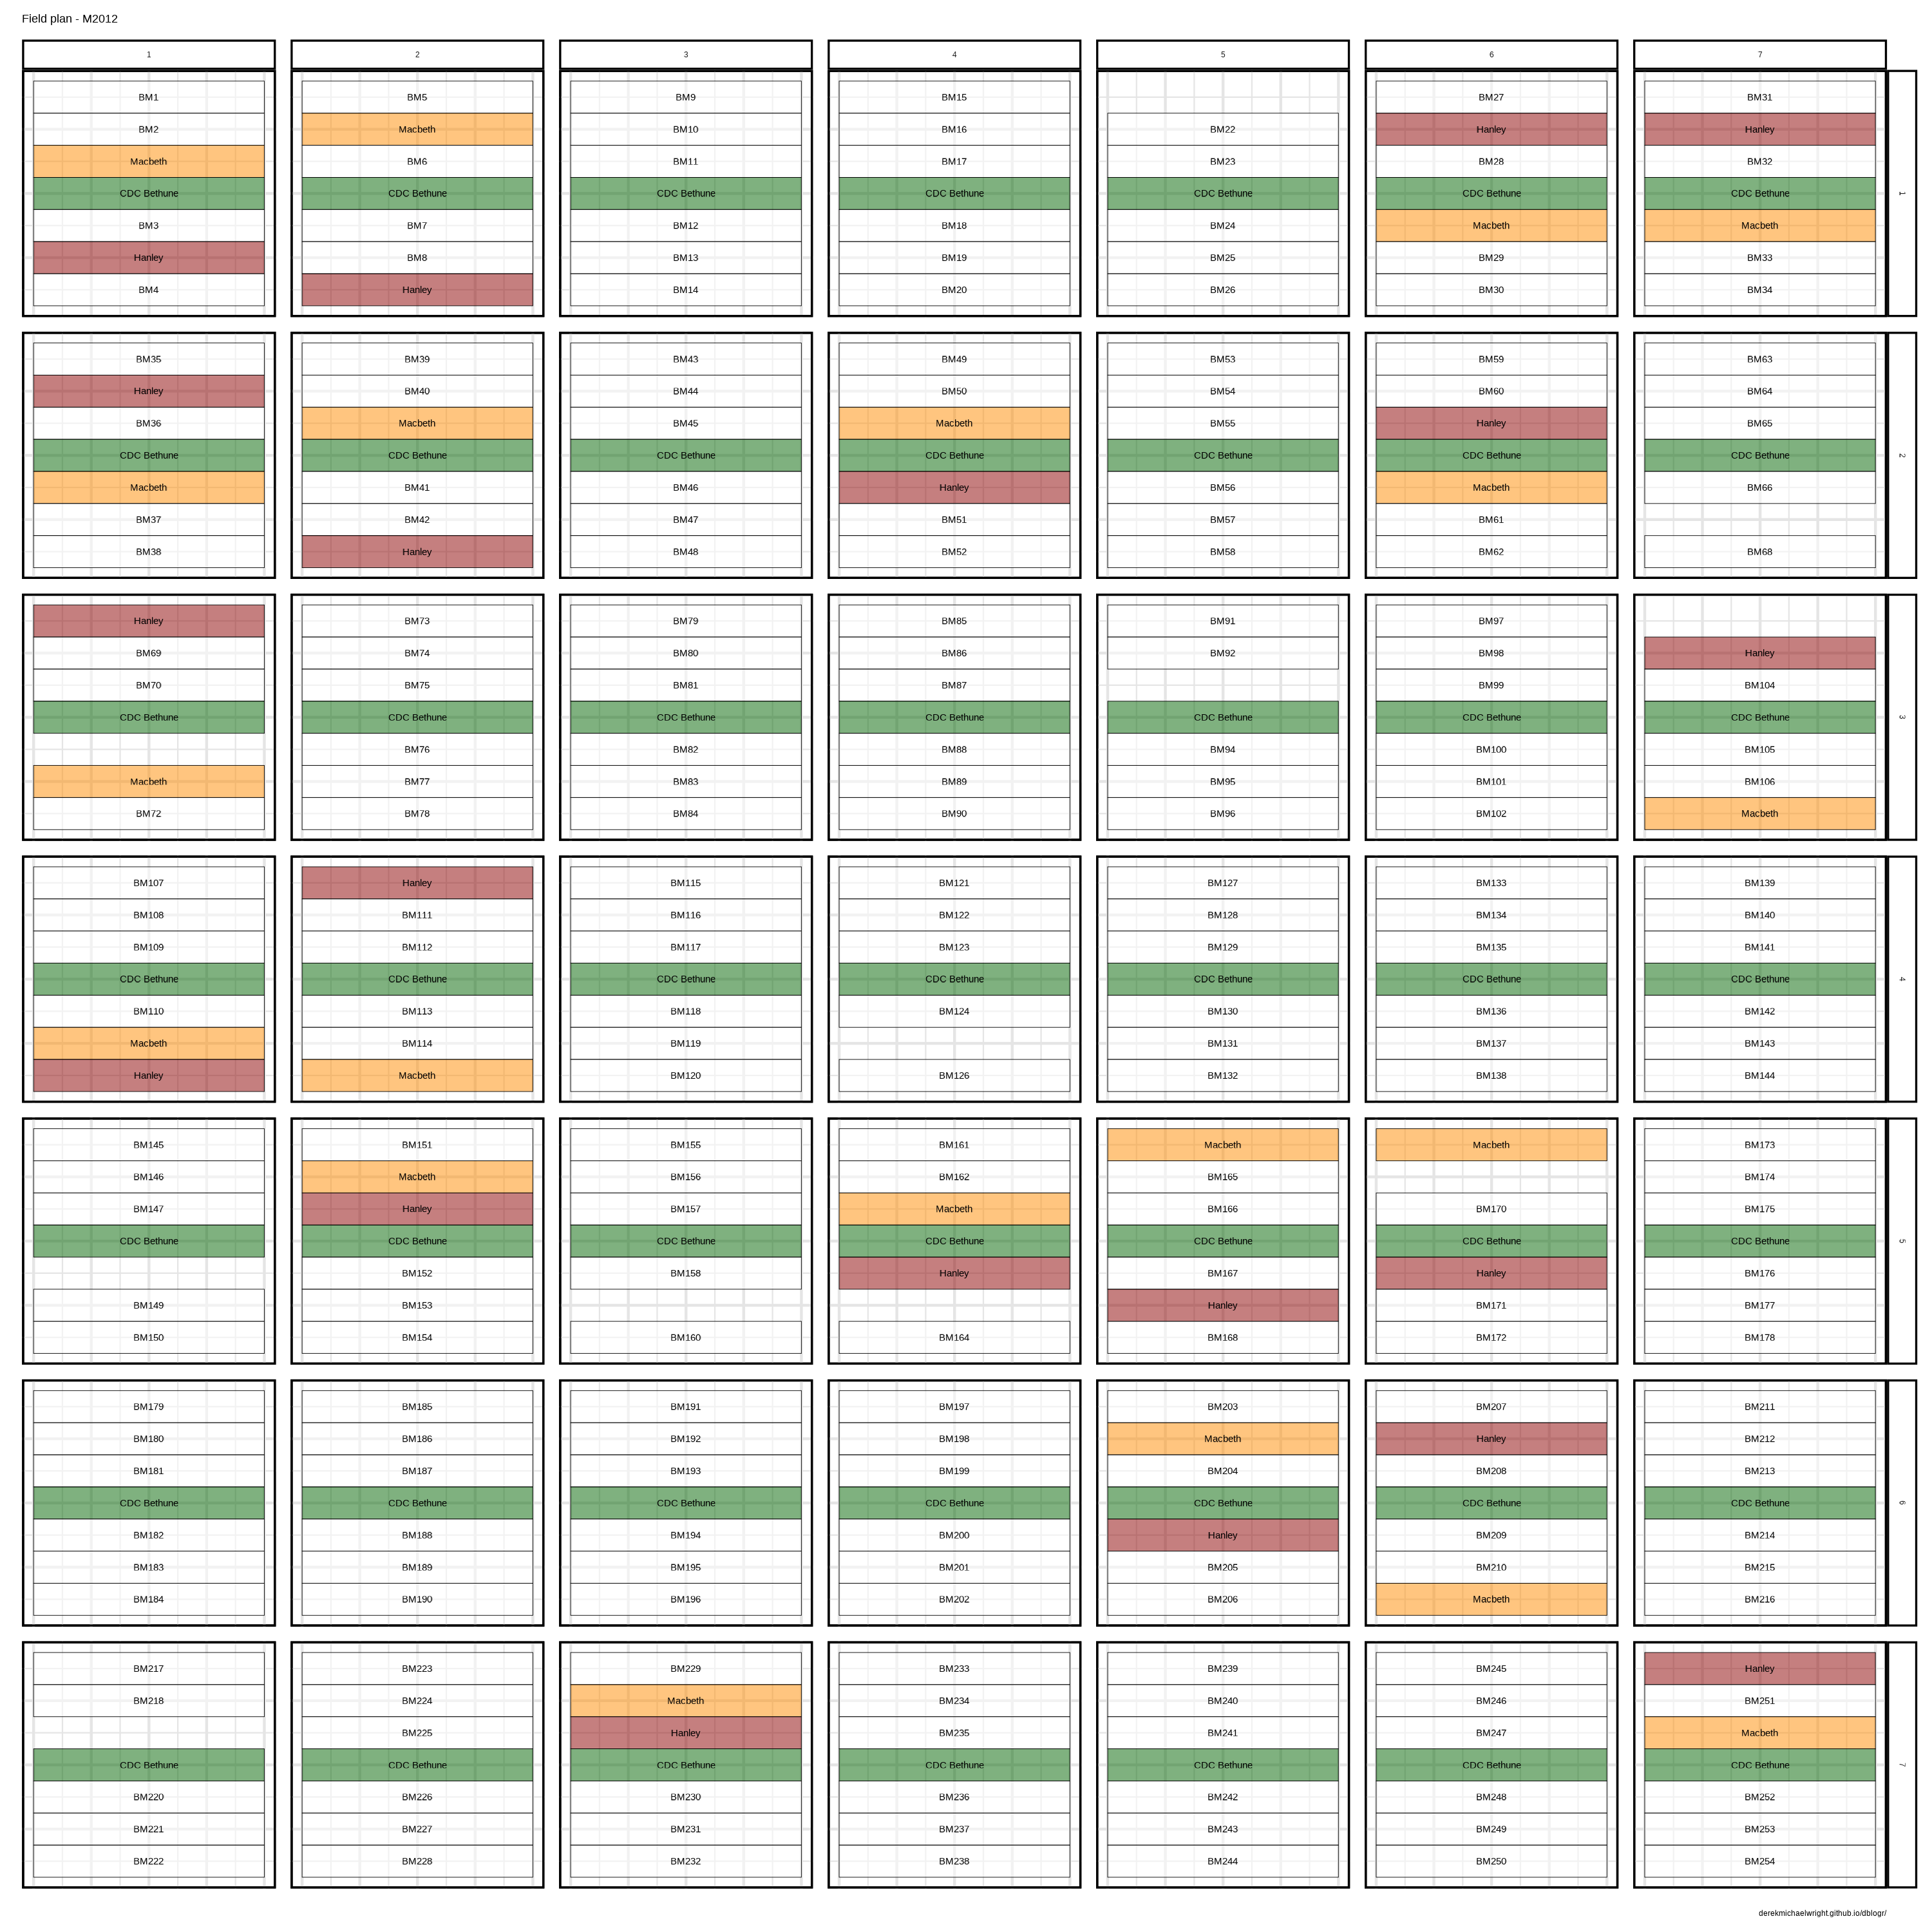 Field plan - M2012
1 2 3 4 5 6 7
BM1 BM5 BM9 BM15 BM27 BM31
BM2 Macbeth BM10 BM16 BM22 Hanley Hanley
Macbeth BM6 BM11 BM17 BM23 BM28 BM32
CDC Bethune CDC Bethune CDC Bethune CDC Bethune CDC Bethune CDC Bethune CDC Bethune 1
BM3 BM7 BM12 BM18 BM24 Macbeth Macbeth
Hanley BM8 BM13 BM19 BM25 BM29 BM33
BM4 Hanley BM14 BM20 BM26 BM30 BM34
BM35 BM39 BM43 BM49 BM53 BM59 BM63
Hanley BM40 BM44 BM50 BM54 BM60 BM64
BM36 Macbeth BM45 Macbeth BM55 Hanley BM65
CDC Bethune CDC Bethune CDC Bethune CDC Bethune CDC Bethune CDC Bethune CDC Bethune 2
Macbeth BM41 BM46 Hanley BM56 Macbeth BM66
BM37 BM42 BM47 BM51 BM57 BM61
BM38 Hanley BM48 BM52 BM58 BM62 BM68
Hanley BM73 BM79 BM85 BM91 BM97
BM69 BM74 BM80 BM86 BM92 BM98 Hanley
BM70 BM75 BM81 BM87 BM99 BM104
CDC Bethune CDC Bethune CDC Bethune CDC Bethune CDC Bethune CDC Bethune CDC Bethune 3
BM76 BM82 BM88 BM94 BM100 BM105
Macbeth BM77 BM83 BM89 BM95 BM101 BM106
BM72 BM78 BM84 BM90 BM96 BM102 Macbeth
BM107 Hanley BM115 BM121 BM127 BM133 BM139
BM108 BM111 BM116 BM122 BM128 BM134 BM140
BM109 BM112 BM117 BM123 BM129 BM135 BM141
CDC Bethune CDC Bethune CDC Bethune CDC Bethune CDC Bethune CDC Bethune CDC Bethune 4
BM110 BM113 BM118 BM124 BM130 BM136 BM142
Macbeth BM114 BM119 BM131 BM137 BM143
Hanley Macbeth BM120 BM126 BM132 BM138 BM144
BM145 BM151 BM155 BM161 Macbeth Macbeth BM173
BM146 Macbeth BM156 BM162 BM165 BM174
BM147 Hanley BM157 Macbeth BM166 BM170 BM175
CDC Bethune CDC Bethune CDC Bethune CDC Bethune CDC Bethune CDC Bethune CDC Bethune 5
BM152 BM158 Hanley BM167 Hanley BM176
BM149 BM153 Hanley BM171 BM177
BM150 BM154 BM160 BM164 BM168 BM172 BM178
BM179 BM185 BM191 BM197 BM203 BM207 BM211
BM180 BM186 BM192 BM198 Macbeth Hanley BM212
BM181 BM187 BM193 BM199 BM204 BM208 BM213
CDC Bethune CDC Bethune CDC Bethune CDC Bethune CDC Bethune CDC Bethune CDC Bethune 6
BM182 BM188 BM194 BM200 Hanley BM209 BM214
BM183 BM189 BM195 BM201 BM205 BM210 BM215
BM184 BM190 BM196 BM202 BM206 Macbeth BM216
BM217 BM223 BM229 BM233 BM239 BM245 Hanley
BM218 BM224 Macbeth BM234 BM240 BM246 BM251
BM225 Hanley BM235 BM241 BM247 Macbeth
CDC Bethune CDC Bethune CDC Bethune CDC Bethune CDC Bethune CDC Bethune CDC Bethune 7
BM220 BM226 BM230 BM236 BM242 BM248 BM252
BM221 BM227 BM231 BM237 BM243 BM249 BM253
BM222 BM228 BM232 BM238 BM244 BM250 BM254
derekmichaelwright.github.io/dblogr/